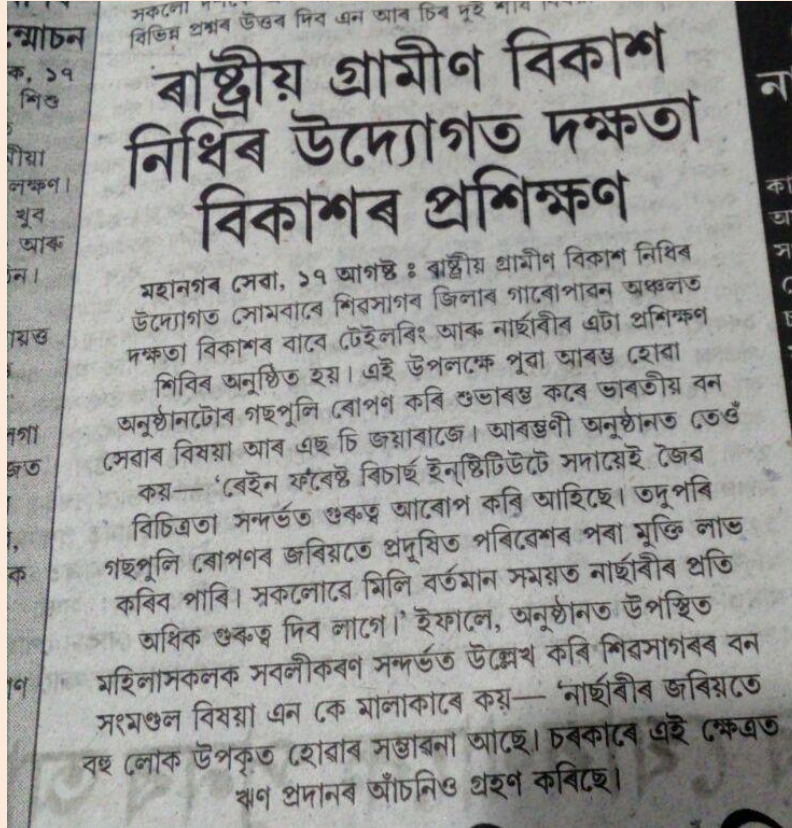 বিভিন্ন প্ৰশ্নৰ উত্তৰ দিব এন আৰ চিৰ দুই
ৰাষ্ট্ৰীয় গ্ৰামীণ বিকাশ
নিধিৰ উদ্যোগত দক্ষতা
বিকাশৰ প্ৰশিক্ষণ
মহানগৰ সেৱা, ১৭ আগষ্ট : ৰাষ্ট্ৰীয় গ্ৰামীণ বিকাশ নিধিৰ
উদ্যোগত সোমবাৰে শিৱসাগৰ জিলাৰ গাৰোপাৱন অঞ্চলত
দক্ষতা বিকাশৰ বাবে টেইলৰিং আৰু নাৰ্ছাৰীৰ এটা প্ৰশিক্ষণ
শিবিৰ অনুষ্ঠিত হয়। এই উপলক্ষে পুৱা আৰম্ভ হোৱা
অনুষ্ঠানটোৰ গছপুলি ৰোপণ কৰি শুভাৰম্ভ কৰে ভাৰতীয় বন
সেৱাৰ বিষয়া আৰ এছ চি জয়াৰাজে। আৰম্ভণী অনুষ্ঠানত তেওঁ
কয়— ‘ৰেইন ফৰেষ্ট ৰিচাৰ্ছ ইন্‌ষ্টিটিউটে সদায়েই জৈৱ
বিচিত্ৰতা সন্দৰ্ভত গুৰুত্ব আৰোপ কৰি আহিছে। তদুপৰি
গছপুলি ৰোপণৰ জৰিয়তে প্ৰদূষিত পৰিৱেশৰ পৰা মুক্তি লাভ
কৰিব পাৰি। সকলোৱে মিলি বৰ্তমান সময়ত নাৰ্ছাৰীৰ প্ৰতি
অধিক গুৰুত্ব দিব লাগে।’ ইফালে, অনুষ্ঠানত উপস্থিত
মহিলাসকলক সবলীকৰণ সন্দৰ্ভত উল্লেখ কৰি শিৱসাগৰৰ বন
সংমণ্ডল বিষয়া এন কে মালাকাৰে কয়— ‘নাৰ্ছাৰীৰ জৰিয়তে
বহু লোক উপকৃত হোৱাৰ সম্ভাৱনা আছে। চৰকাৰে এই ক্ষেত্ৰত
ঋণ প্ৰদানৰ আঁচনিও গ্ৰহণ কৰিছে।